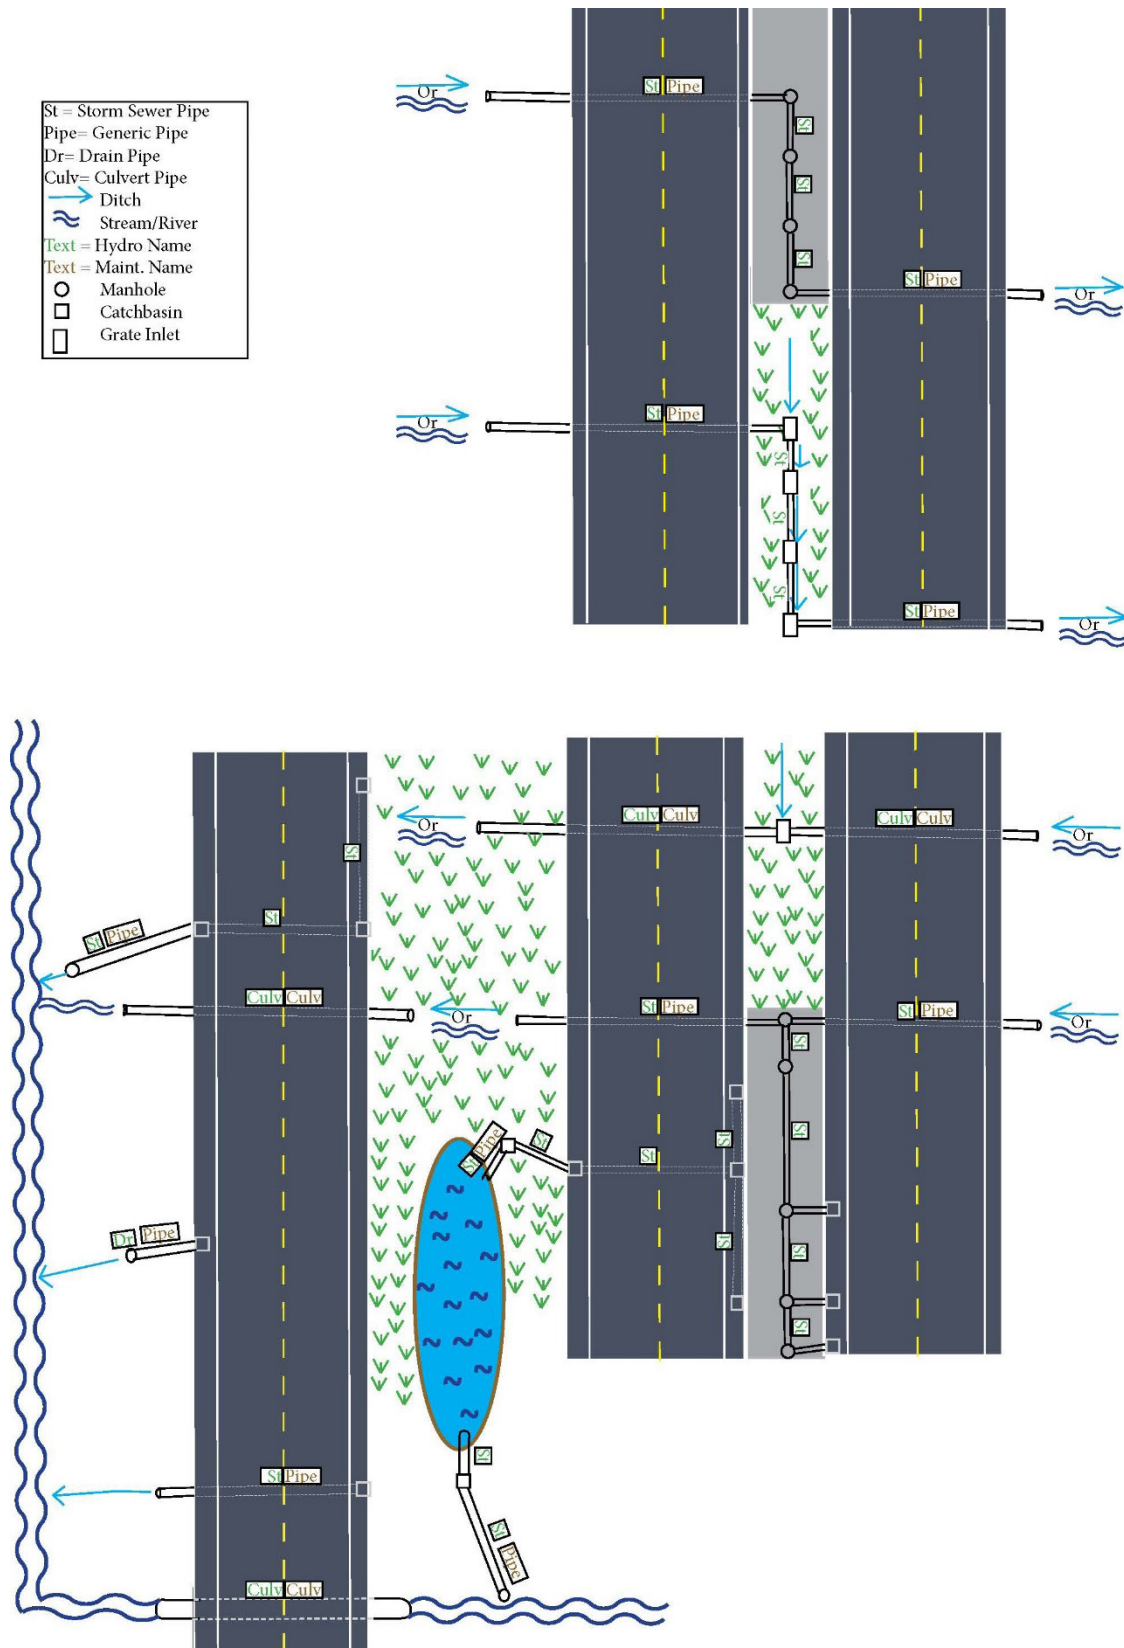 St = Storm Sewer Pipe
Pipe= Generic Pipe
Dr= Drain Pipe
Culv= Culvert Pipe
Ditch
Stream/River
Text = Hydro Name
Text = Maint. Name
Manhole
Catchbasin
Grate Inlet
Or
St Pipe
St
St
St
St Pipe
Or
Or
St Pipe
St
St
St
St Pipe
Or
Culv Culv
Culv Culv
Or
Or
St
St
St Pipe
Culv Culv
Or
St Pipe
St Pipe
Or
St
St
St
St
St
St Pipe
St
St
St
Dr Pipe
St
St Pipe
St
St Pipe
Culv Culv